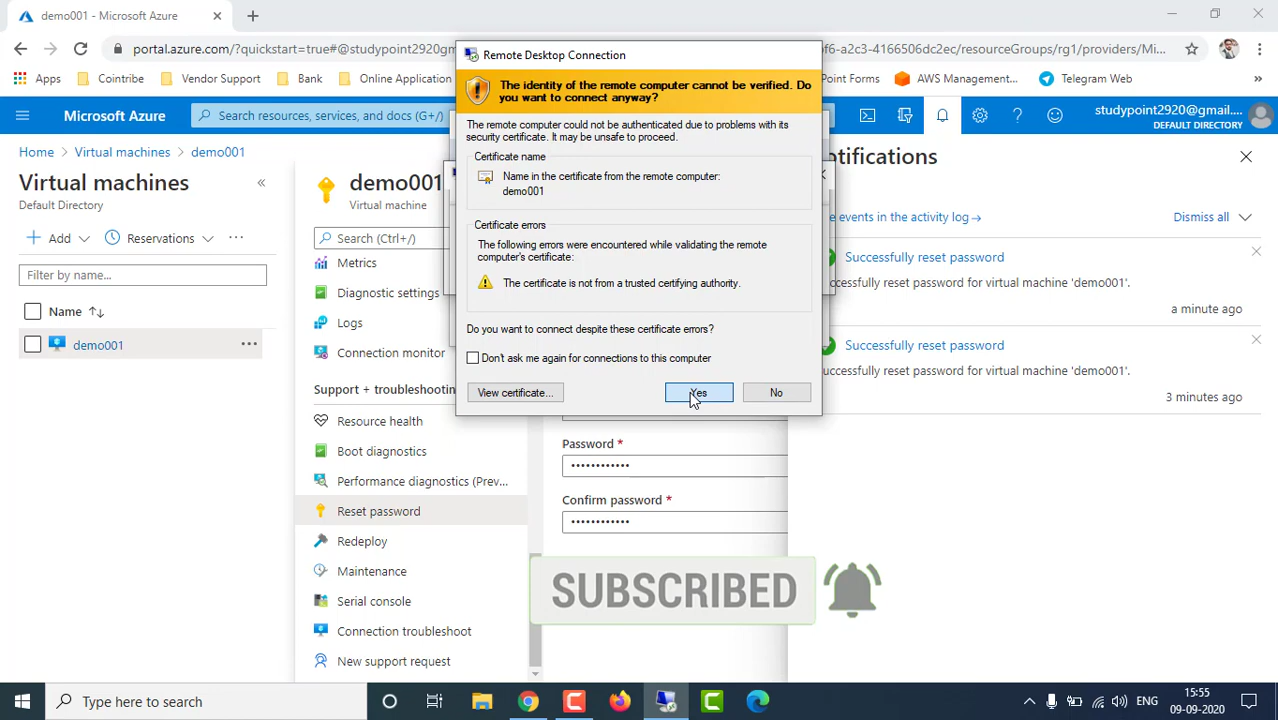 demo001 - Microsoft Azure
portal.azure.com/?quickstart=true#@studypoint2920gm
f6-a2c3-4166506dc2ec/resourceGroups/rg1/providers/Mi...
Apps
Cointribe
Vendor Support
Bank
Online Application
Point Forms
AWS Management...
Telegram Web
Microsoft Azure
Search resources, services, and docs (G+/)
studypoint2920@gmail....
DEFAULT DIRECTORY
Home > Virtual machines > demo001
Virtual machines
Default Directory
Add
Reservations
Filter by name...
Name
demo001
demo001
Virtual machine
Search (Ctrl+/)
Metrics
Diagnostic settings
Logs
Connection monitor
Support + troubleshooting
Resource health
Boot diagnostics
Performance diagnostics (Prev...
Reset password
Redeploy
Maintenance
Serial console
Connection troubleshoot
New support request
Remote Desktop Connection
The identity of the remote computer cannot be verified. Do
you want to connect anyway?
The remote computer could not be authenticated due to problems with its
security certificate. It may be unsafe to proceed.
Certificate name
Name in the certificate from the remote computer:
demo001
Certificate errors
The following errors were encountered while validating the remote
computer's certificate:
The certificate is not from a trusted certifying authority.
Do you want to connect despite these certificate errors?
Don't ask me again for connections to this computer
View certificate...
Yes
No
Password *
Confirm password *
otifications
e events in the activity log →
Dismiss all
Successfully reset password
uccessfully reset password for virtual machine 'demo001'.
a minute ago
Successfully reset password
uccessfully reset password for virtual machine 'demo001'.
3 minutes ago
SUBSCRIBED
Type here to search
ENG
15:55
09-09-2020